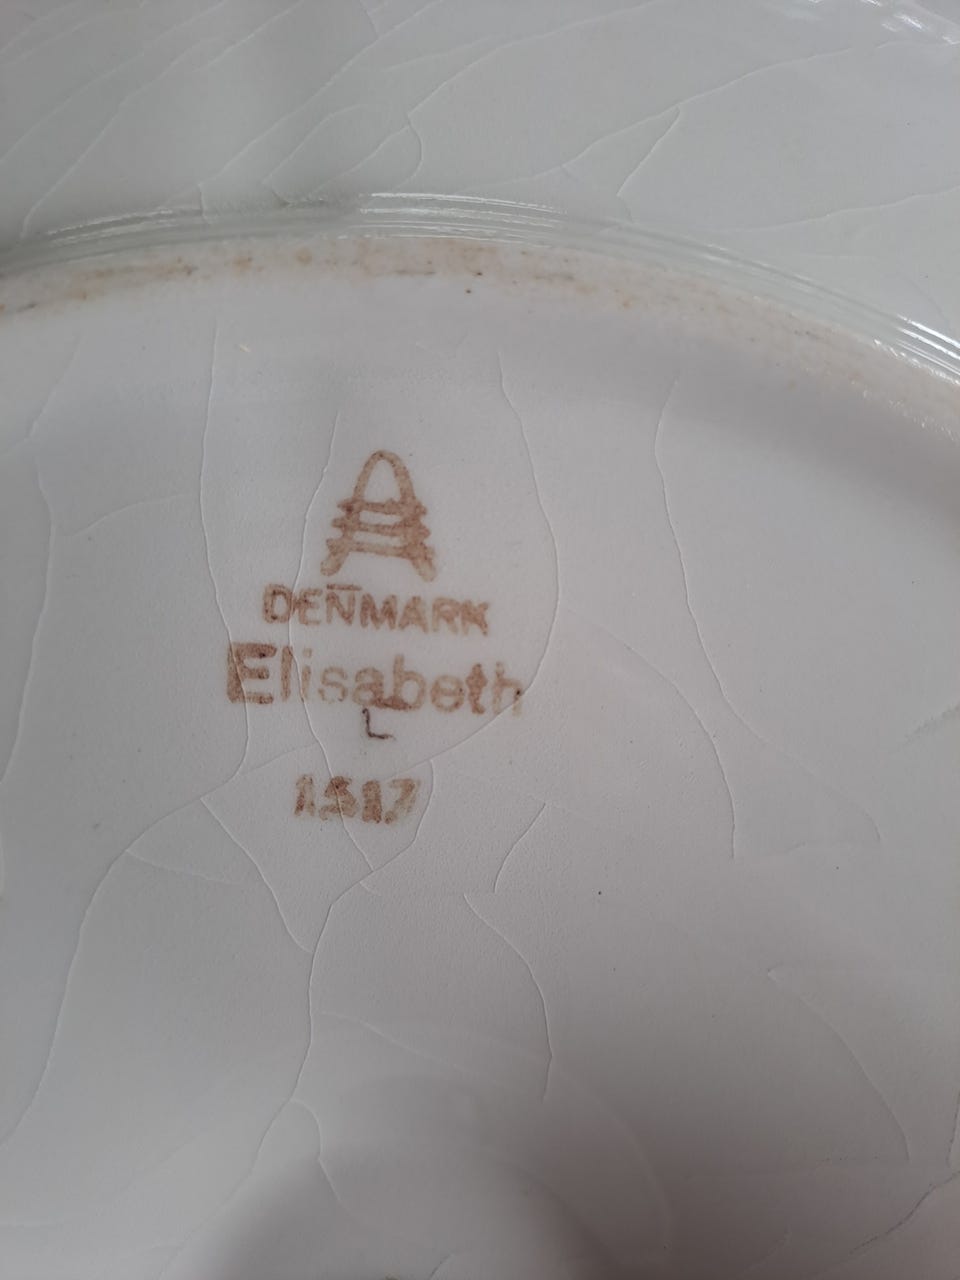 A
DENMARK
Elisabeth
L
1517